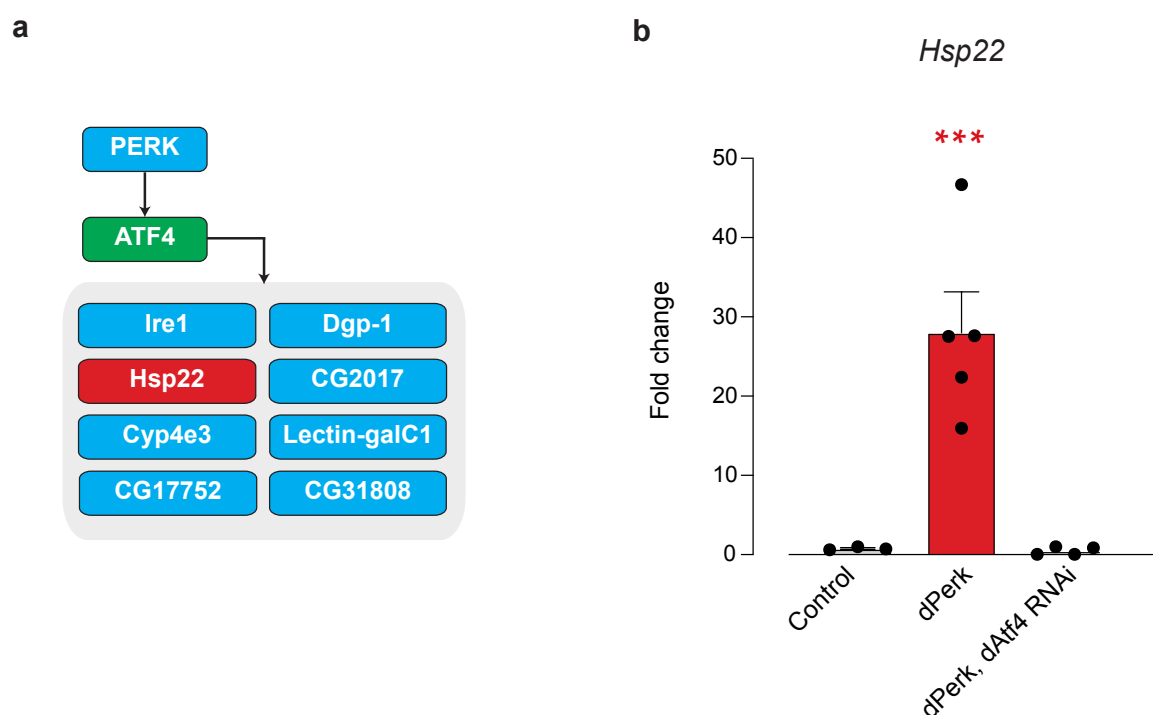 a
PERK
ATF4
Ire1
Dgp-1
Hsp22
CG2017
Cyp4e3
Lectin-galC1
CG17752
CG31808
b
Hsp22
***
50
40
30
20
10
0
Fold change
Control
dPerk
dPerk, dAtf4 RNAi